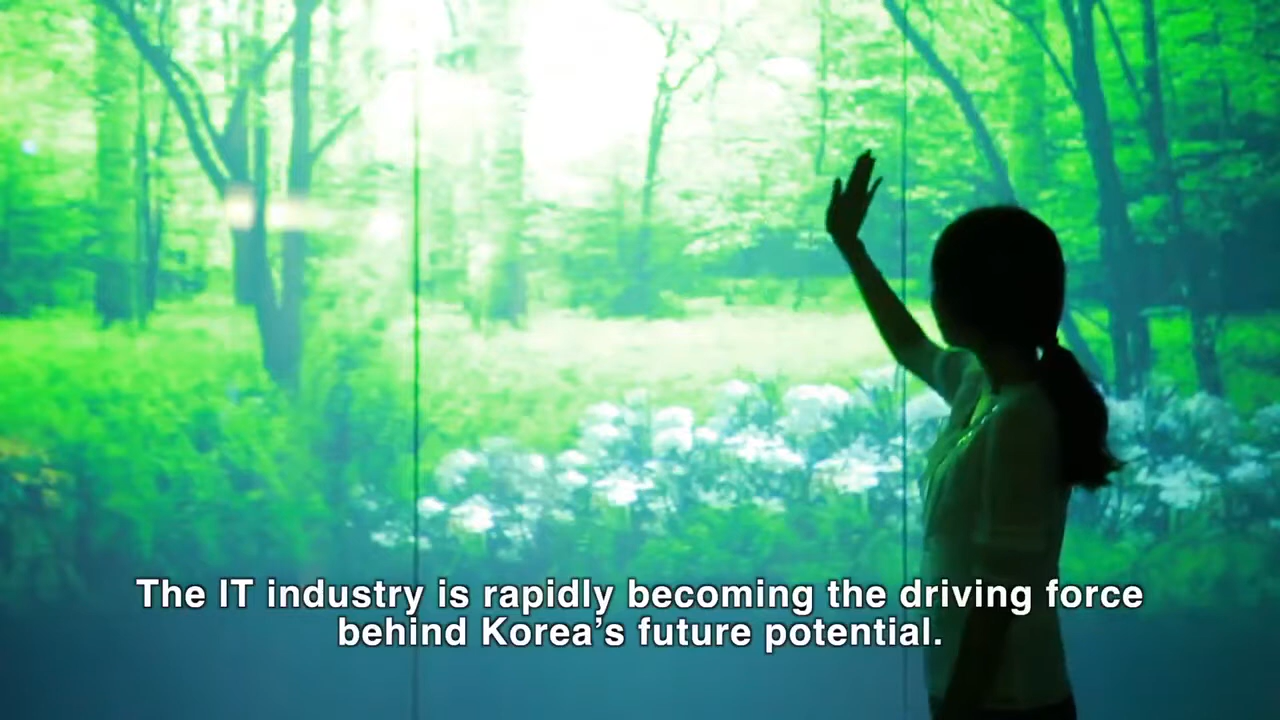 The IT industry is rapidly becoming the driving force
behind Korea’s future potential.